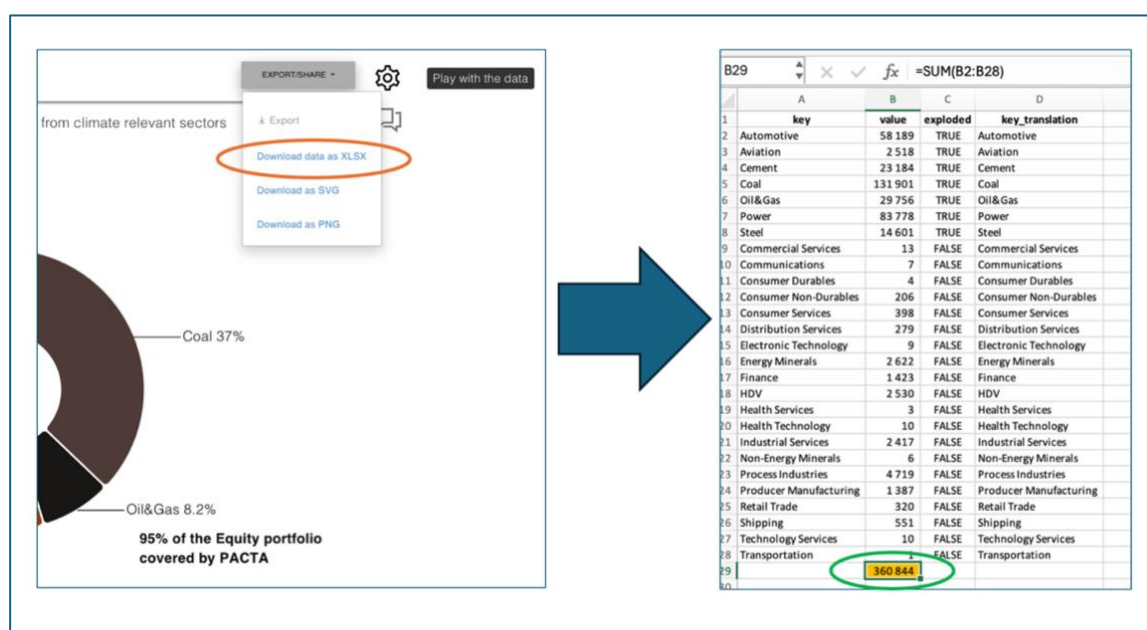 EXPORT/SHARE
Play with the data
from climate relevant sectors
Export
Download data as XLSX
Download as SVG
Download as PNG
Coal 37%
Oil&Gas 8.2%
95% of the Equity portfolio
covered by PACTA
B29 fx =SUM(B2:B28)
A B C D
1 key value exploded key_translation
2 Automotive 58 189 TRUE Automotive
3 Aviation 2 518 TRUE Aviation
4 Cement 23 184 TRUE Cement
5 Coal 131 901 TRUE Coal
6 Oil&Gas 29 756 TRUE Oil&Gas
7 Power 83 778 TRUE Power
8 Steel 14 601 TRUE Steel
9 Commercial Services 13 FALSE Commercial Services
10 Communications 7 FALSE Communications
11 Consumer Durables 4 FALSE Consumer Durables
12 Consumer Non-Durables 206 FALSE Consumer Non-Durables
13 Consumer Services 398 FALSE Consumer Services
14 Distribution Services 279 FALSE Distribution Services
15 Electronic Technology 9 FALSE Electronic Technology
16 Energy Minerals 2 622 FALSE Energy Minerals
17 Finance 1 423 FALSE Finance
18 HDV 2 530 FALSE HDV
19 Health Services 3 FALSE Health Services
20 Health Technology 10 FALSE Health Technology
21 Industrial Services 2 417 FALSE Industrial Services
22 Non-Energy Minerals 6 FALSE Non-Energy Minerals
23 Process Industries 4 719 FALSE Process Industries
24 Producer Manufacturing 1 387 FALSE Producer Manufacturing
25 Retail Trade 320 FALSE Retail Trade
26 Shipping 551 FALSE Shipping
27 Technology Services 10 FALSE Technology Services
28 Transportation 1 FALSE Transportation
29 360 844